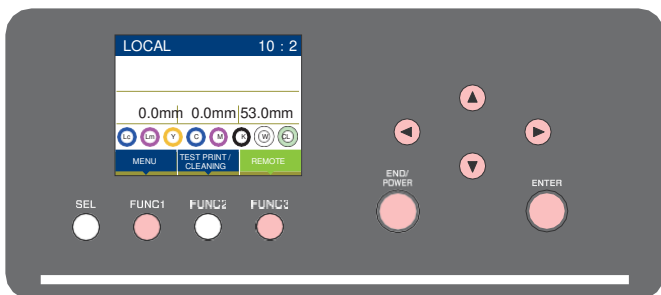 LOCAL 10 : 2
0.0mm 0.0mm 53.0mm
Lc Lm Y C M K W CL
MENU TEST PRINT / CLEANING REMOTE
END/
POWER
ENTER
SEL FUNC1 FUNC2 FUNC3